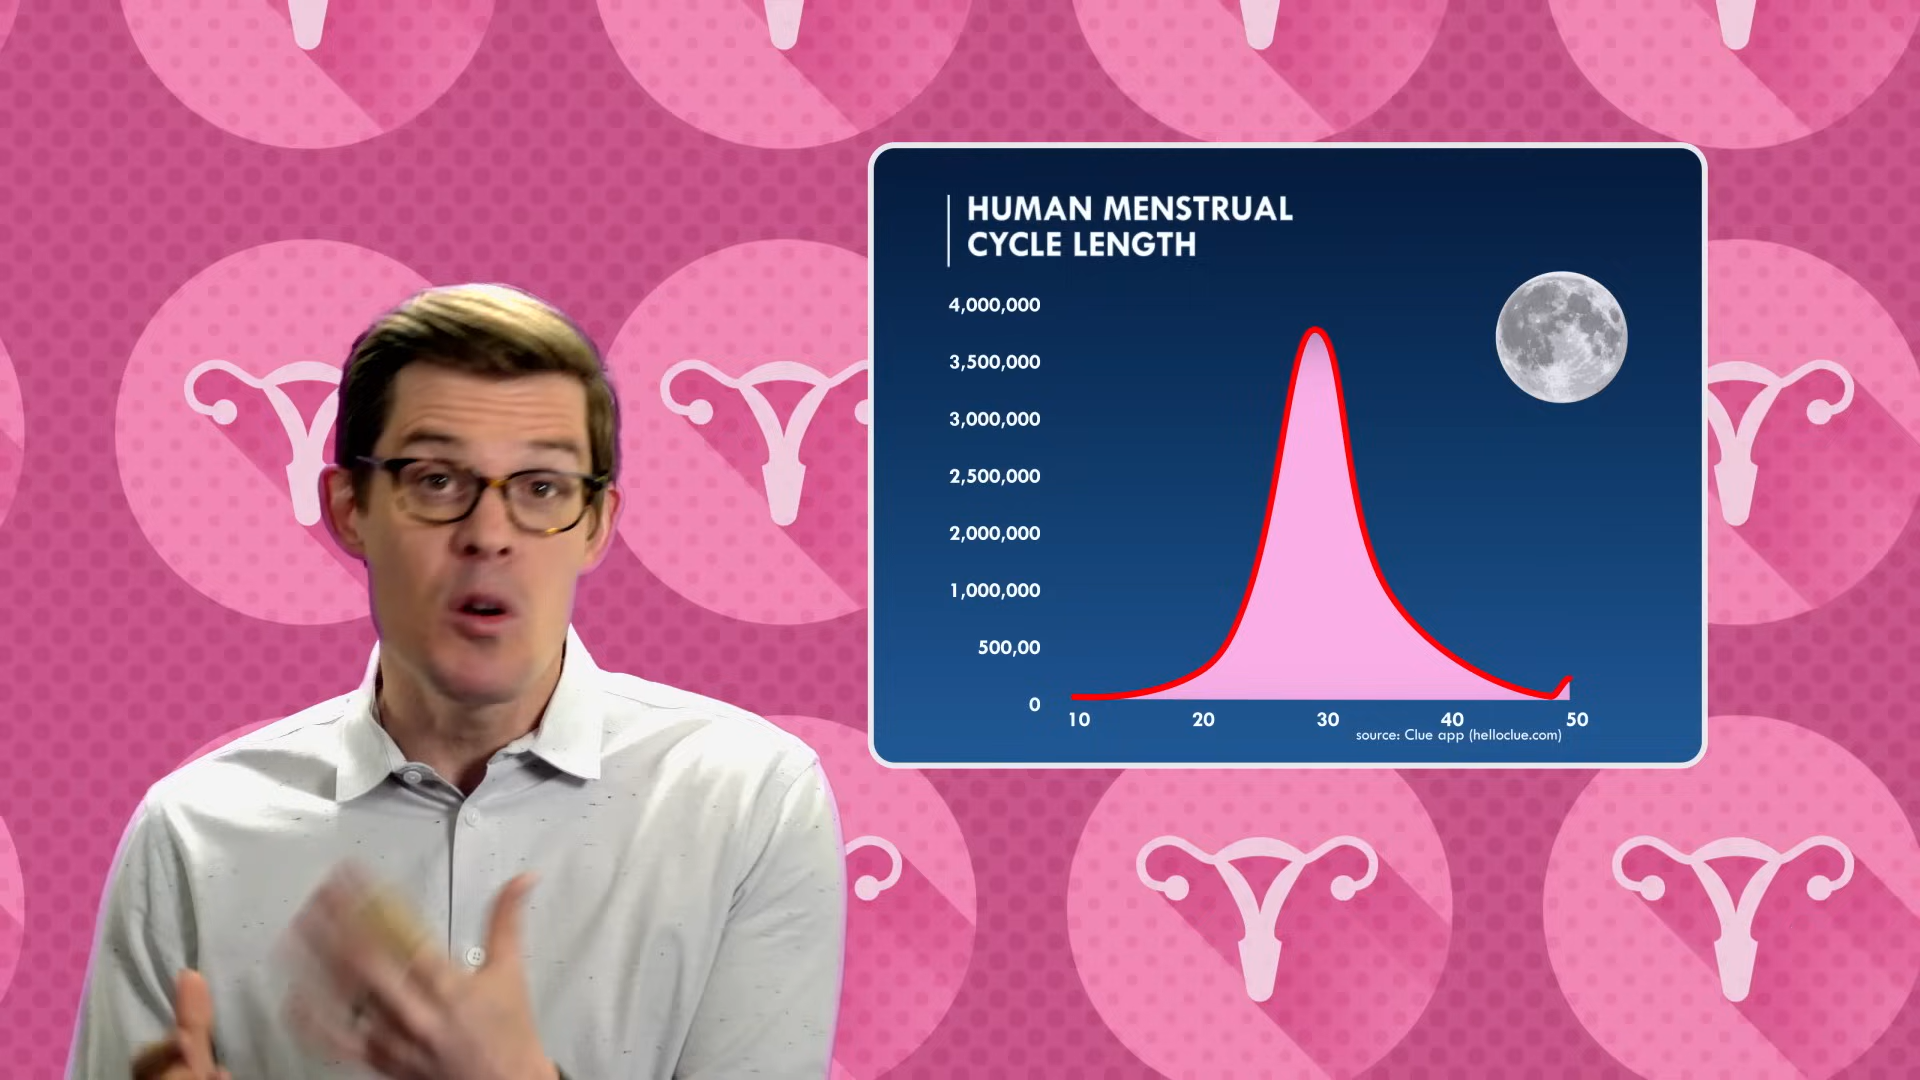 HUMAN MENSTRUAL
CYCLE LENGTH
4,000,000
3,500,000
3,000,000
2,500,000
2,000,000
1,000,000
500,00
0
10 20 30 40 50
source: Clue app (helloclue.com)